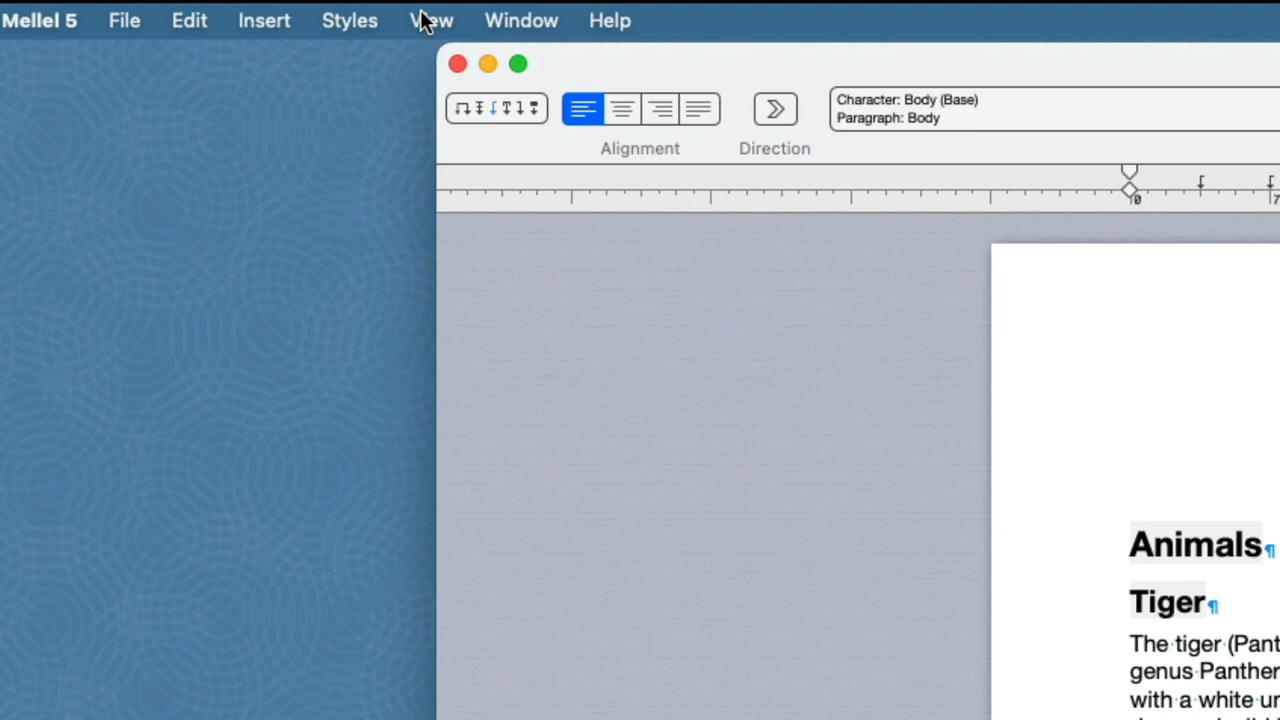 Mellel 5 File Edit Insert Styles View Window Help
Character: Body (Base)
Paragraph: Body
Alignment Direction
0
Animals¶
Tiger¶
The·tiger·(Pant
genus·Panther
with·a·white·ur